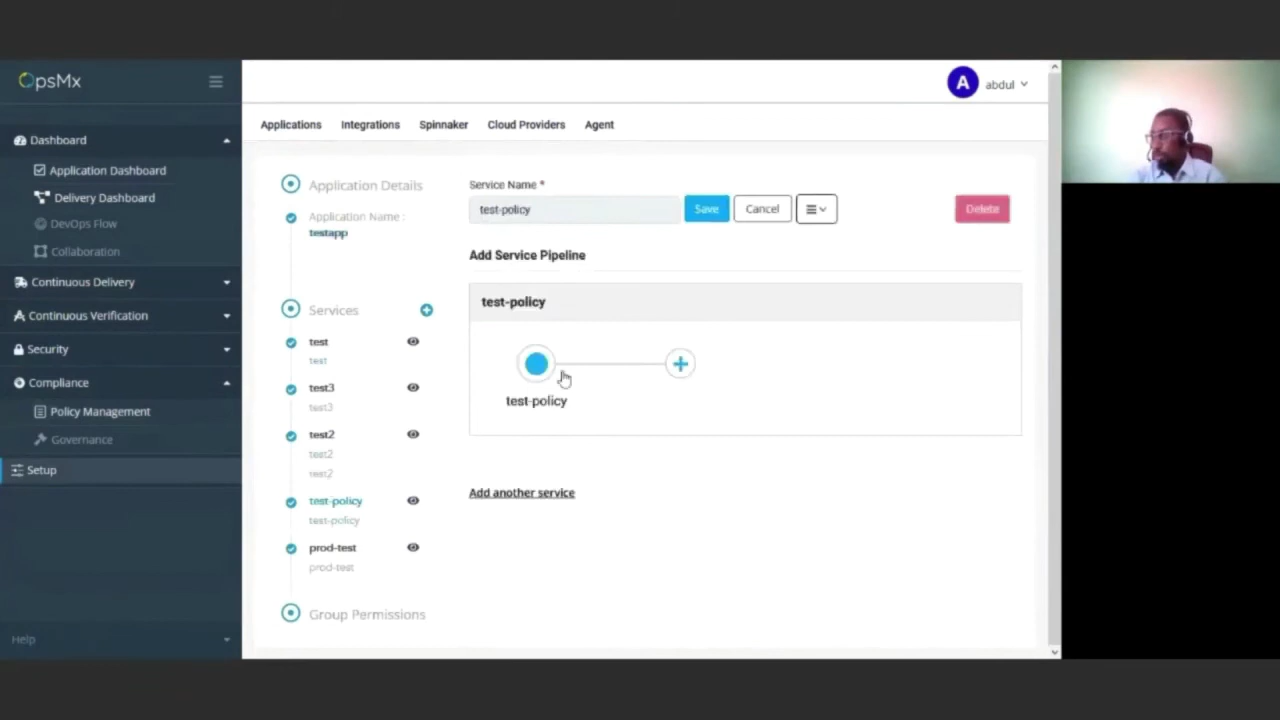 OpsMx
A
abdul
Dashboard
Application Dashboard
Delivery Dashboard
DevOps Flow
Collaboration
Continuous Delivery
Continuous Verification
Security
Compliance
Policy Management
Governance
Setup
Help
Applications
Integrations
Spinnaker
Cloud Providers
Agent
Application Details
Application Name :
testapp
Services
test
test
test3
test3
test2
test2
test2
test-policy
test-policy
prod-test
prod-test
Group Permissions
Service Name *
test-policy
Save
Cancel
Delete
Add Service Pipeline
test-policy
test-policy
Add another service